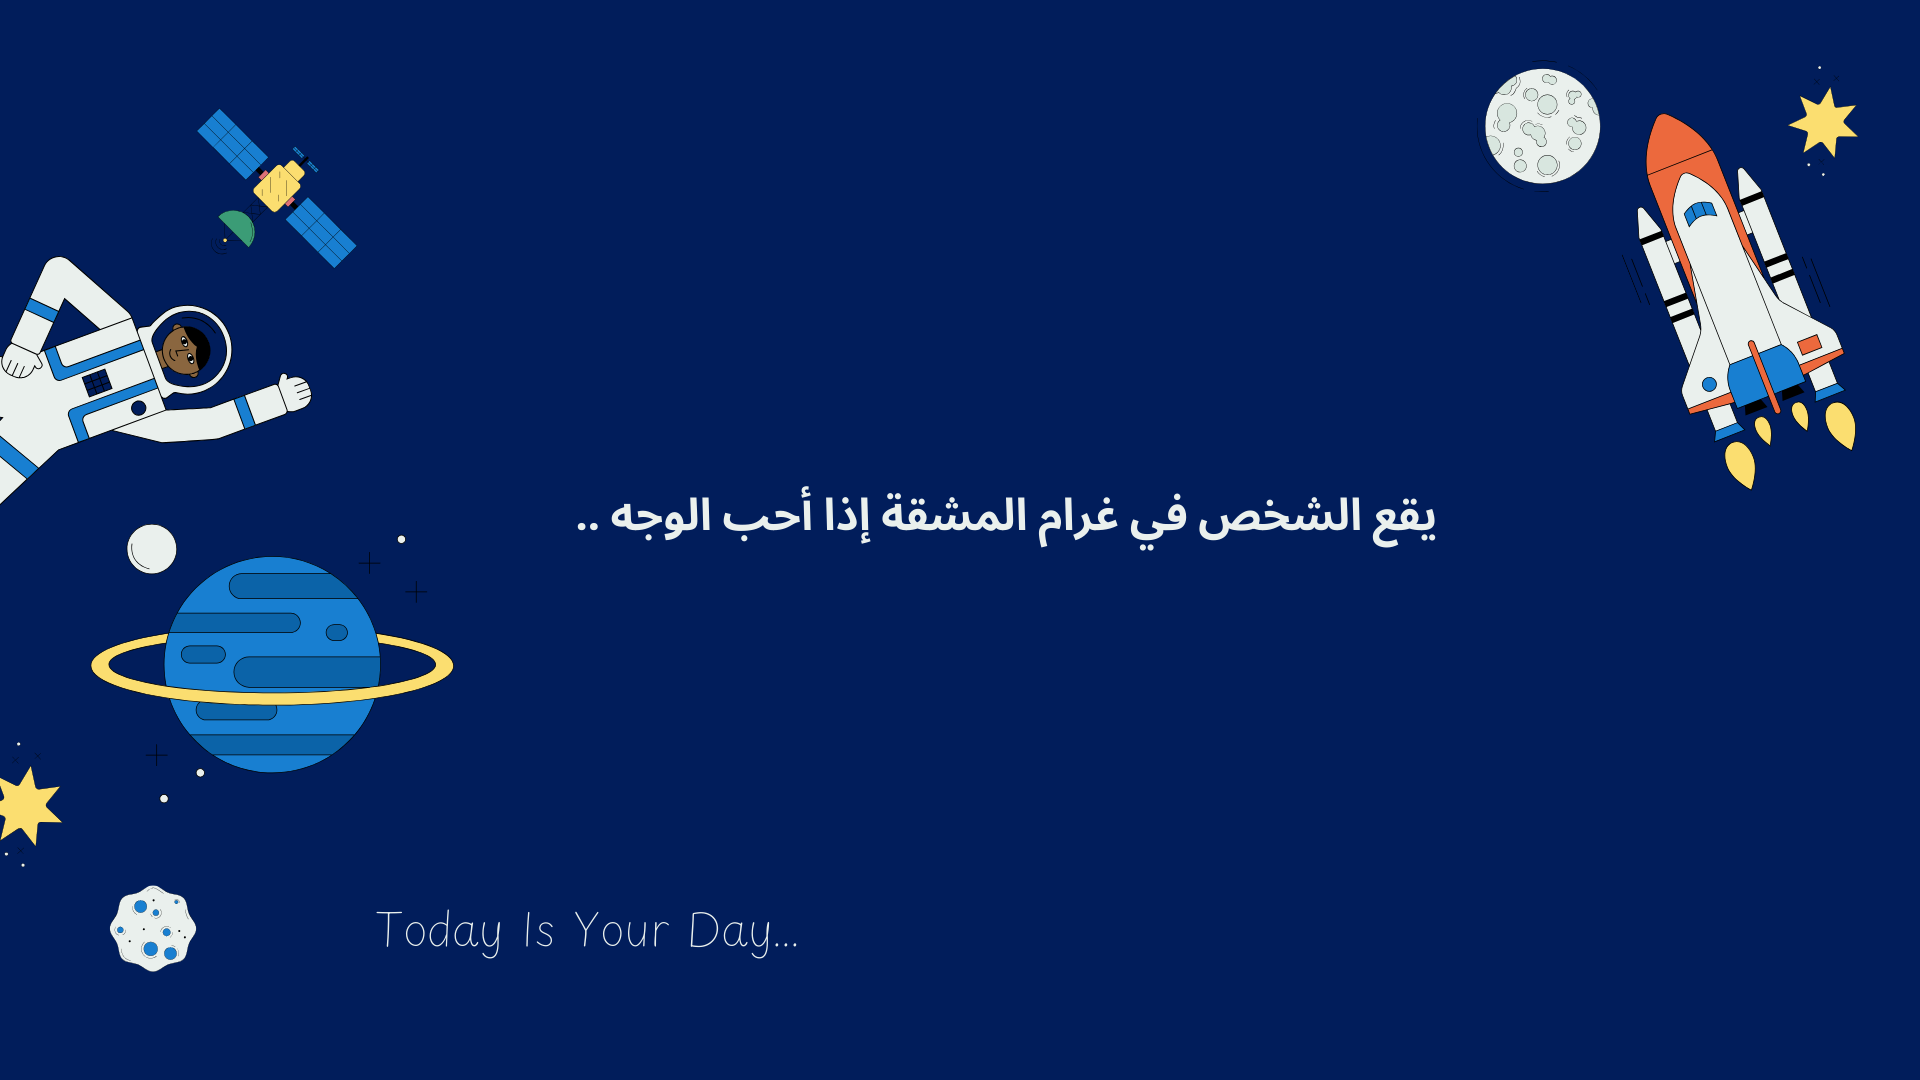 يقع الشخص في غرام المشقة إذا أحب الوجه ..
Today Is Your Day...